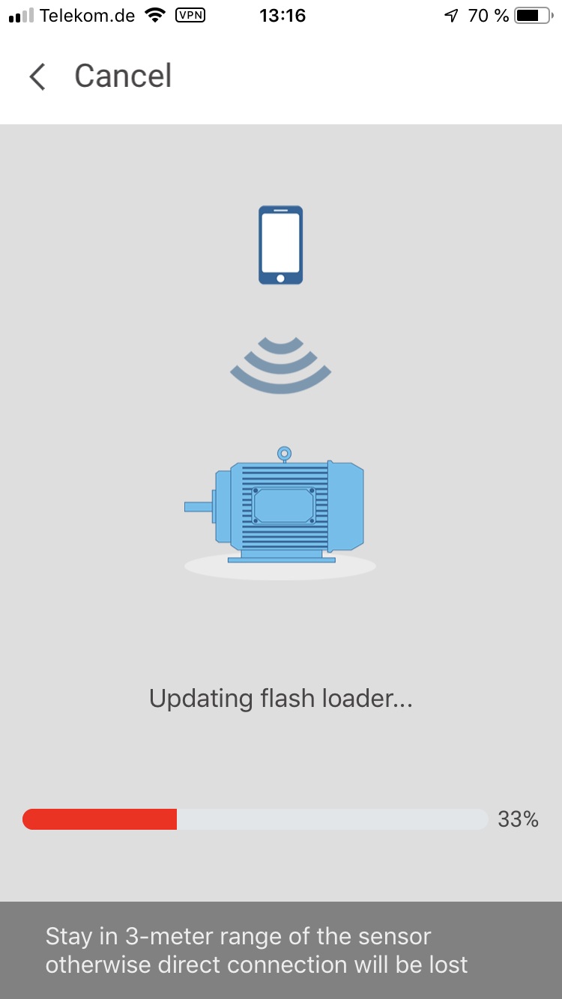 Telekom.de VPN 13:16 70 %
Cancel
Updating flash loader...
33%
Stay in 3-meter range of the sensor
otherwise direct connection will be lost